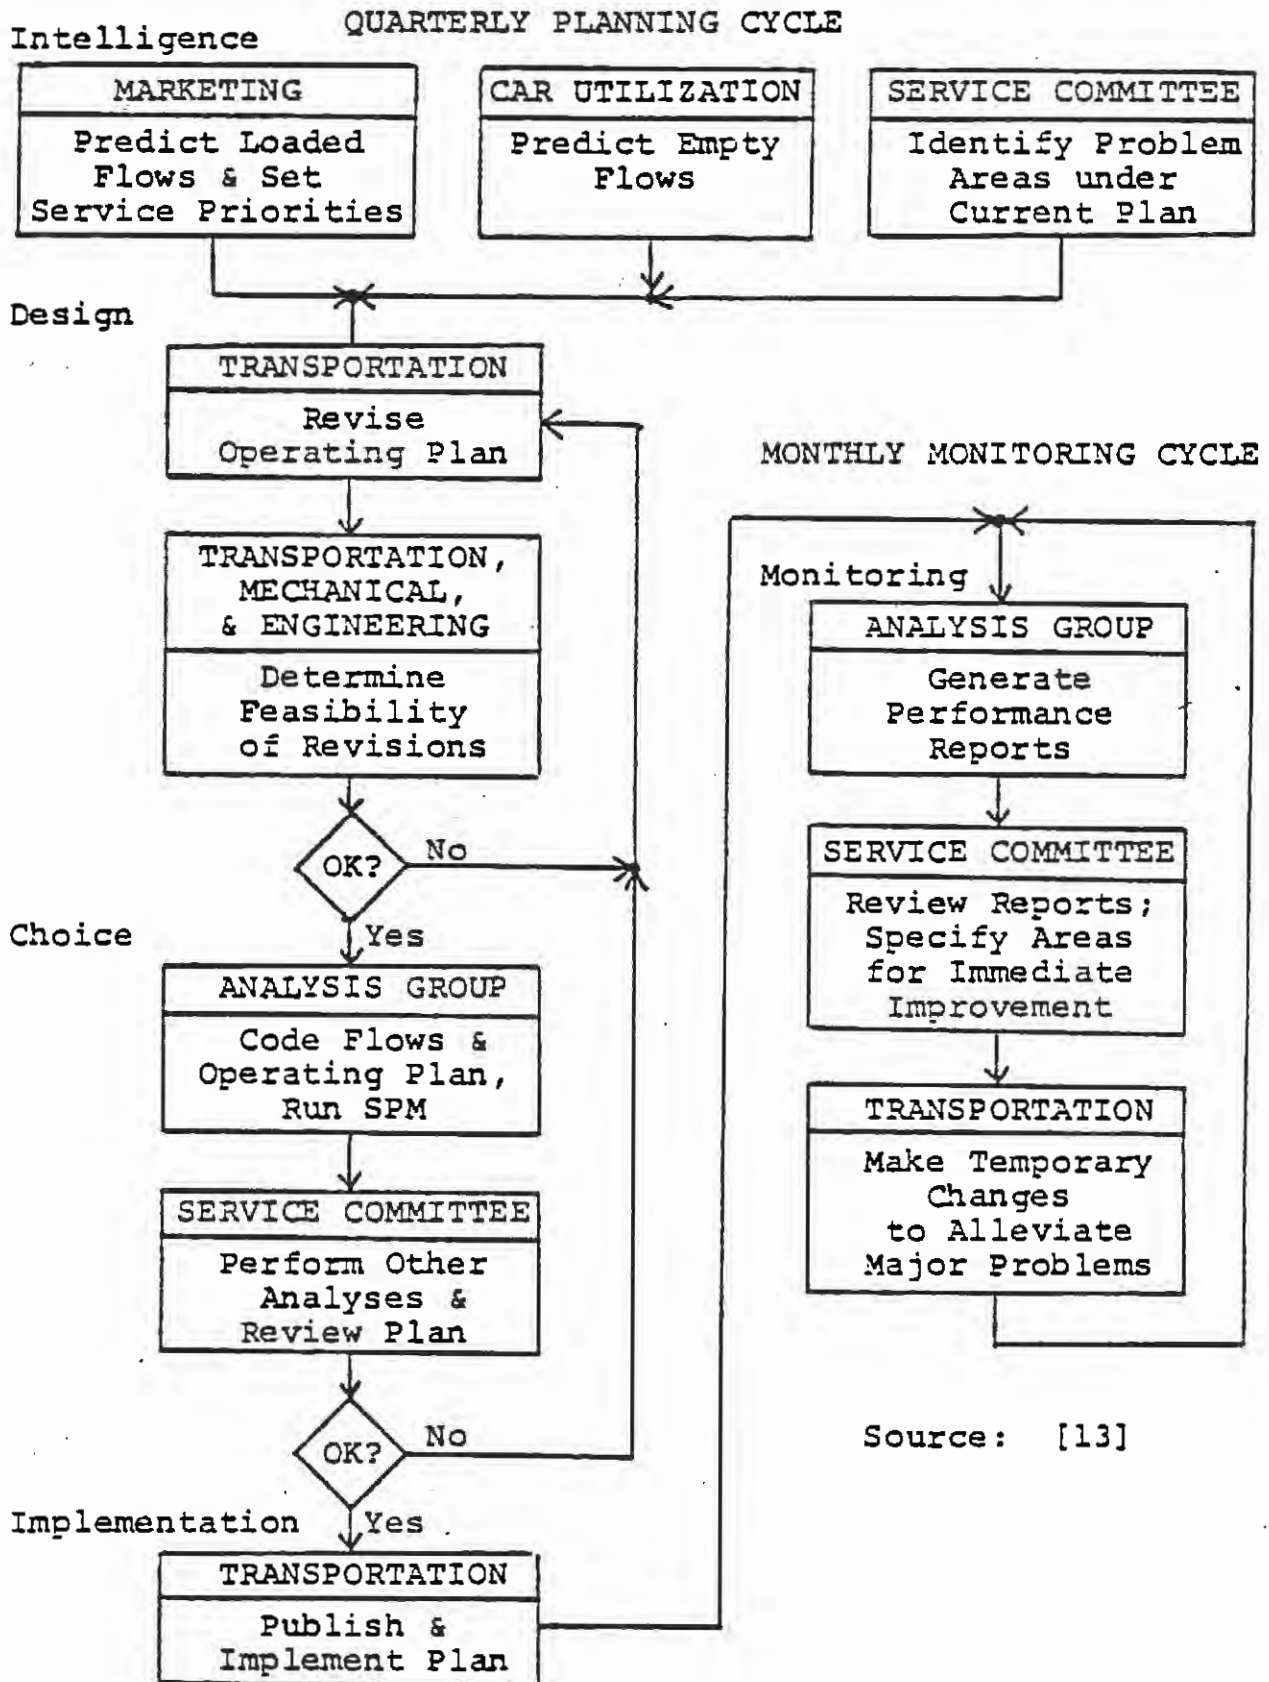 QUARTERLY PLANNING CYCLE
Intelligence
MARKETING
Predict Loaded
Flows & Set
Service Priorities
CAR UTILIZATION
Predict Empty
Flows
SERVICE COMMITTEE
Identify Problem
Areas under
Current Plan
Design
TRANSPORTATION
Revise
Operating Plan
TRANSPORTATION,
MECHANICAL,
& ENGINEERING
Determine
Feasibility
of Revisions
OK?
No
Yes
Choice
ANALYSIS GROUP
Code Flows &
Operating Plan,
Run SPM
SERVICE COMMITTEE
Perform Other
Analyses &
Review Plan
OK?
No
Yes
Implementation
TRANSPORTATION
Publish &
Implement Plan
MONTHLY MONITORING CYCLE
Monitoring
ANALYSIS GROUP
Generate
Performance
Reports
SERVICE COMMITTEE
Review Reports;
Specify Areas
for Immediate
Improvement
TRANSPORTATION
Make Temporary
Changes
to Alleviate
Major Problems
Source: [13]